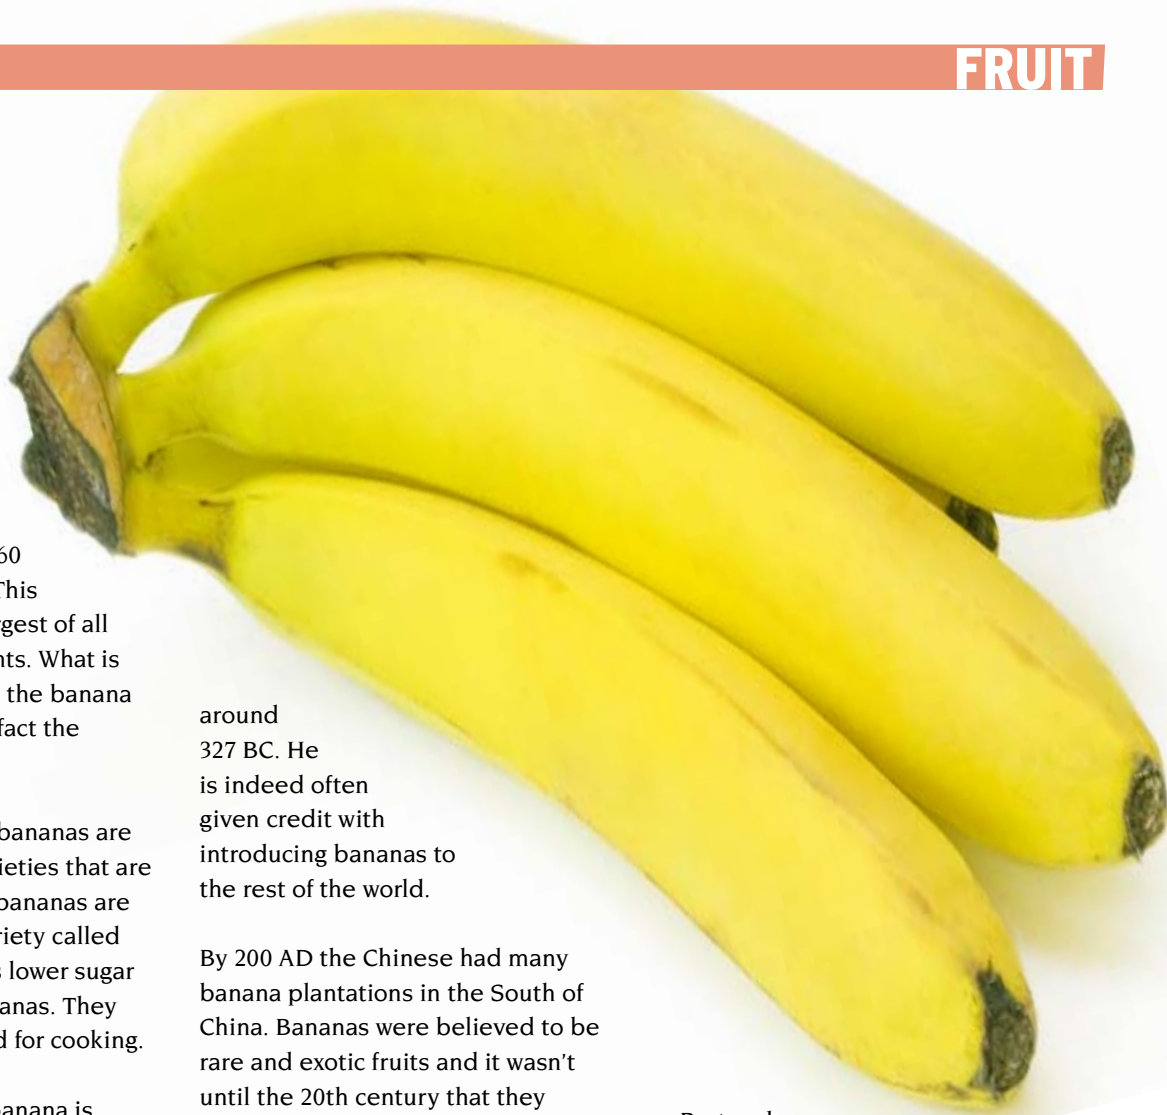 FRUIT
60
This
gest of all
nts. What is
the banana
fact the
bananas are
ieties that are
bananas are
riety called
s lower sugar
anas. They
d for cooking.
banana is
around
327 BC. He
is indeed often
given credit with
introducing bananas to
the rest of the world.
By 200 AD the Chinese had many
banana plantations in the South of
China. Bananas were believed to be
rare and exotic fruits and it wasn't
until the 20th century that they